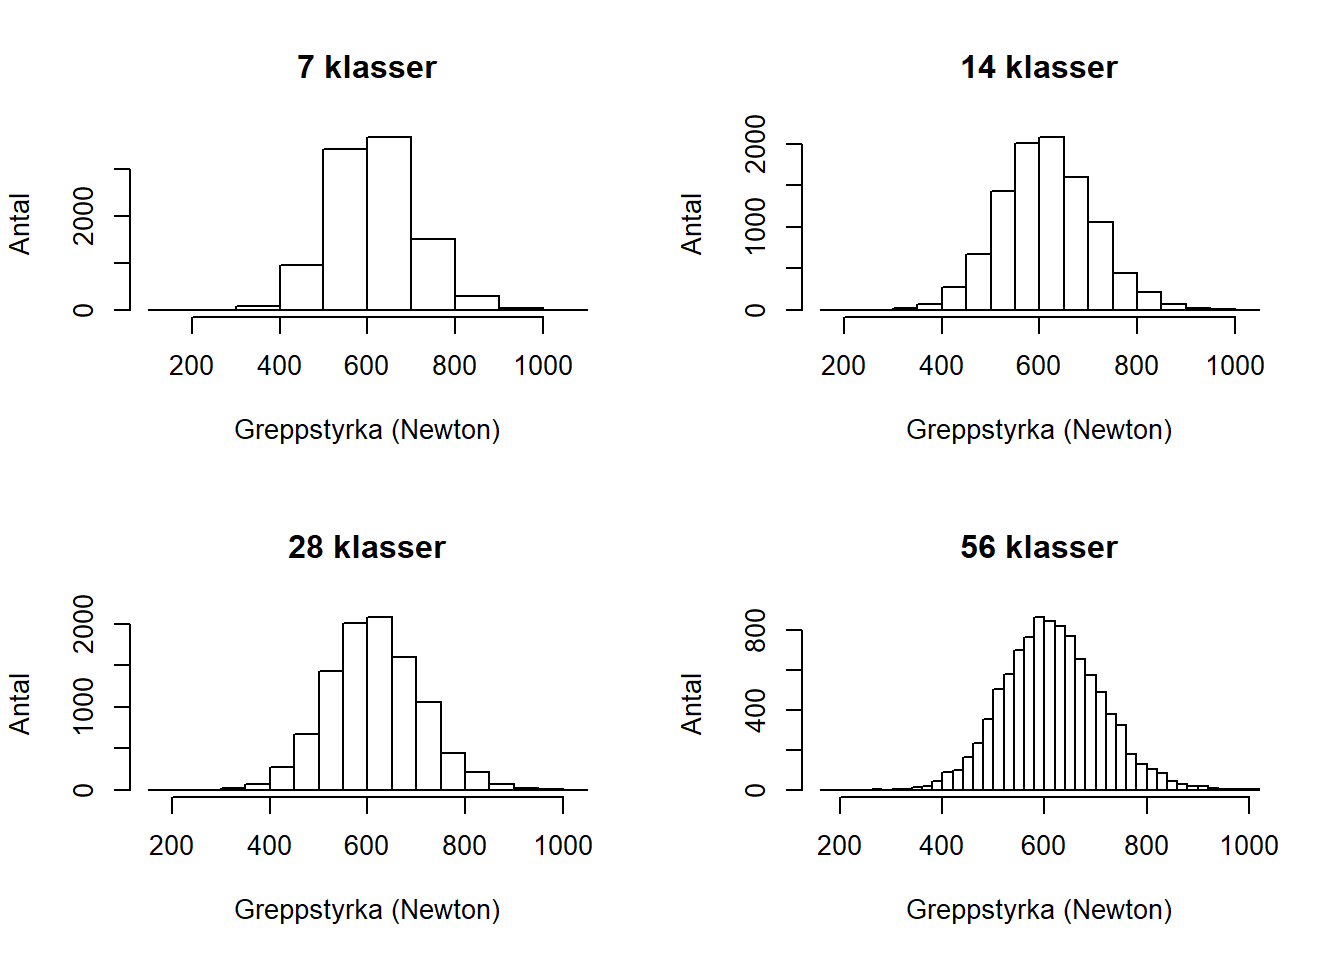 7 klasser
Antal
0 2000
200 400 600 800 1000
Greppstyrka (Newton)
14 klasser
Antal
0 1000 2000
200 400 600 800 1000
Greppstyrka (Newton)
28 klasser
Antal
0 1000 2000
200 400 600 800 1000
Greppstyrka (Newton)
56 klasser
Antal
0 400 800
200 400 600 800 1000
Greppstyrka (Newton)